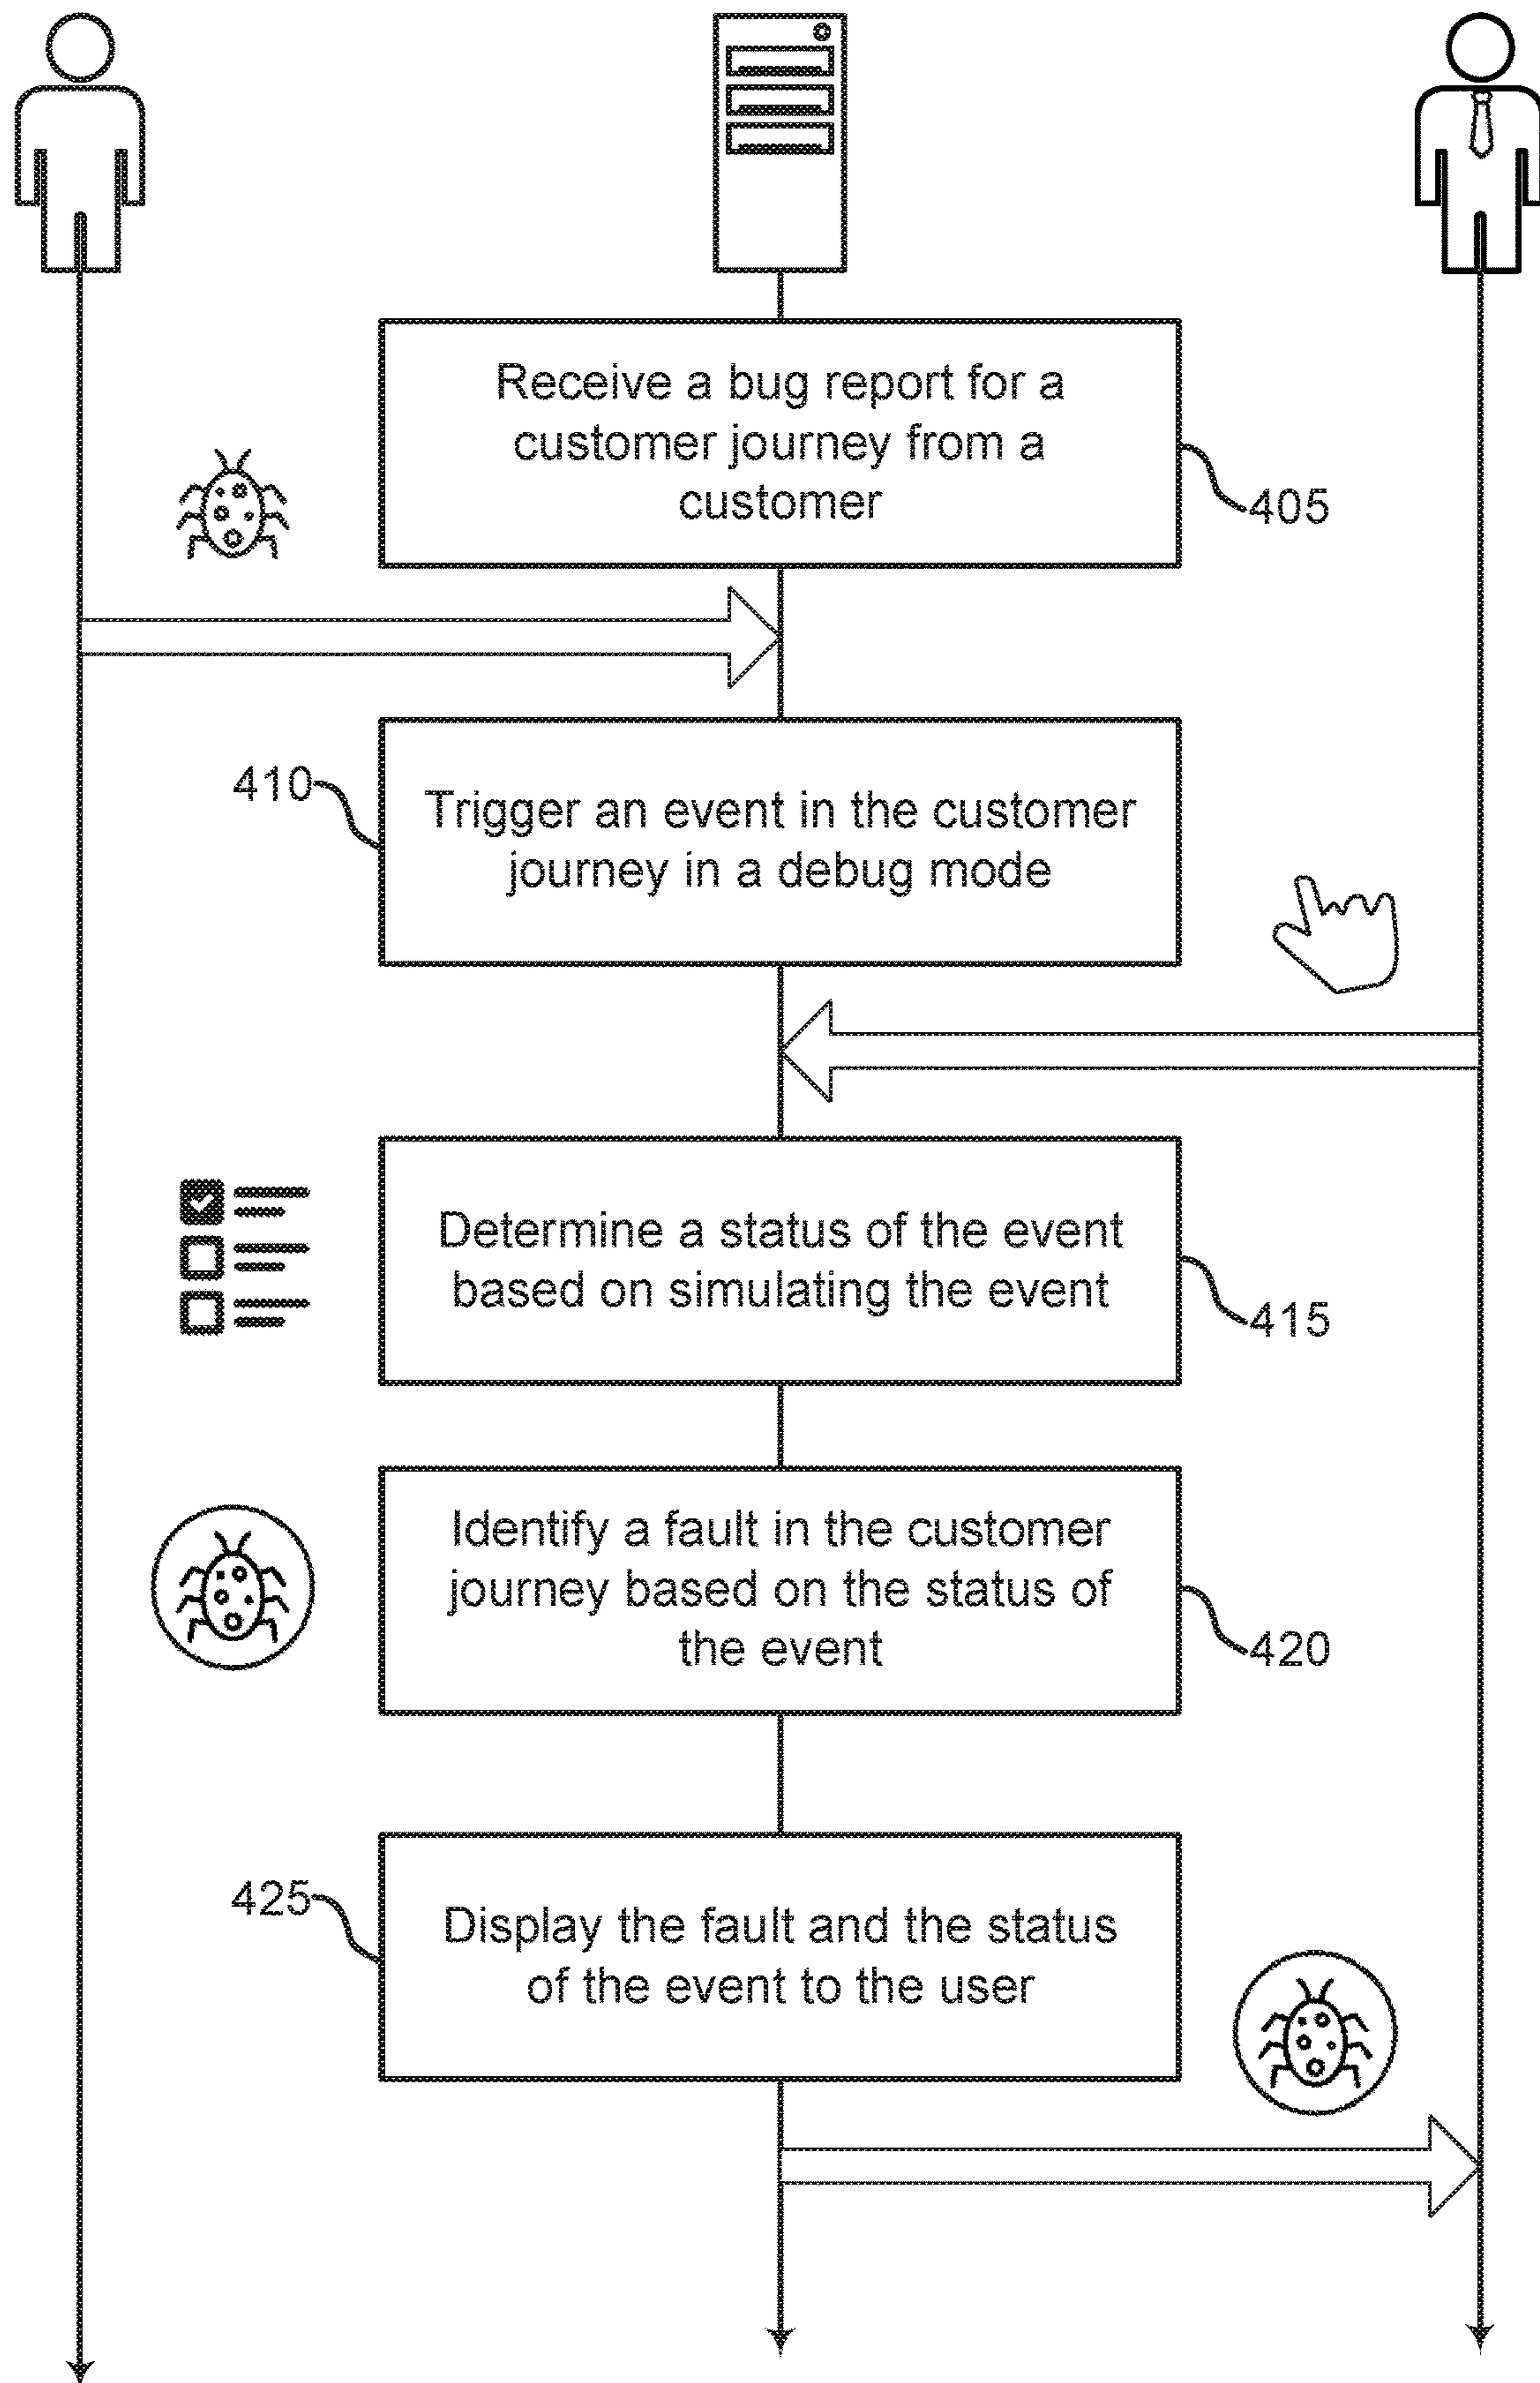 Receive a bug report for a
customer journey from a
customer
405
410
Trigger an event in the customer
journey in a debug mode
Determine a status of the event
based on simulating the event
415
Identify a fault in the customer
journey based on the status of
the event
420
425
Display the fault and the status
of the event to the user